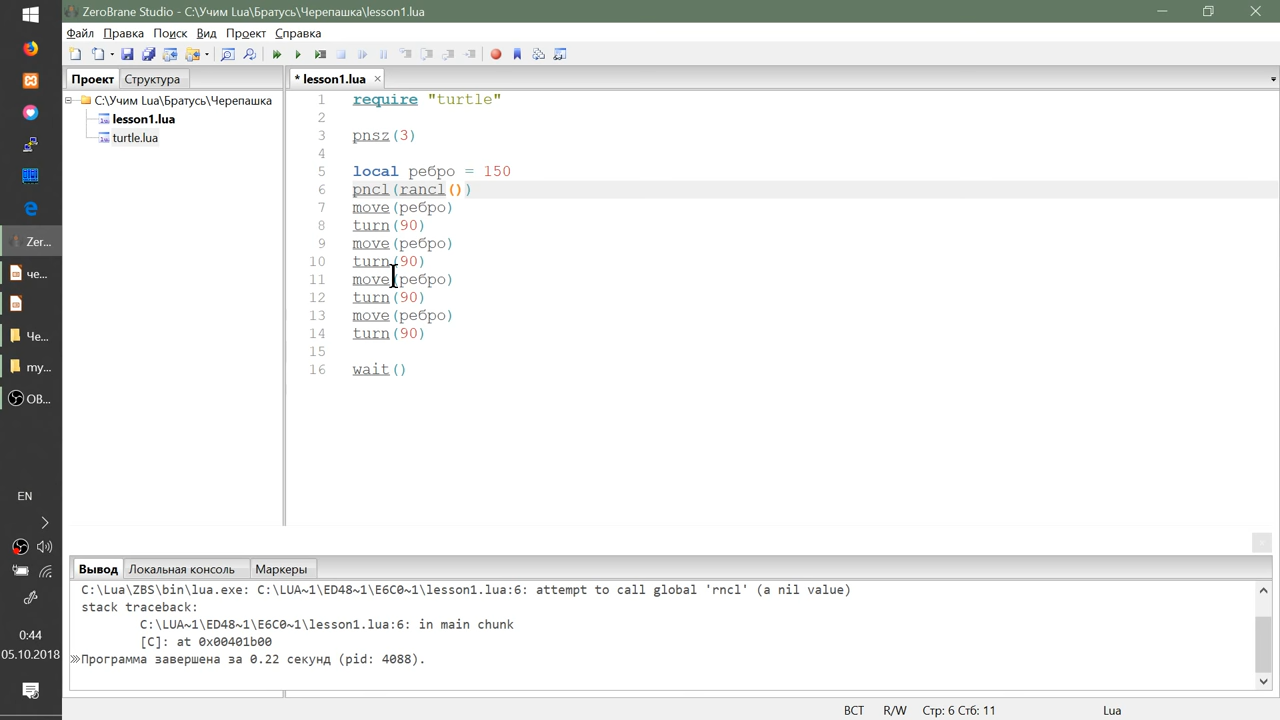 ZeroBrane Studio - C:\Учим Lua\Братусь\Черепашка\lesson1.lua
Файл Правка Поиск Вид Проект Справка
Проект Структура
* lesson1.lua
C:\Учим Lua\Братусь\Черепашка
lesson1.lua
turtle.lua
1 require "turtle"
2
3 pnsz(3)
4
5 local ребро = 150
6 pncl(rancl())
7 move(ребро)
8 turn(90)
9 move(ребро)
10 turn(90)
11 move(ребро)
12 turn(90)
13 move(ребро)
14 turn(90)
15
16 wait()
Zer...
че...
Че...
my...
OB...
EN
0:44
05.10.2018
Вывод Локальная консоль Маркеры
C:\Lua\ZBS\bin\lua.exe: C:\LUA~1\ED48~1\E6C0~1\lesson1.lua:6: attempt to call global 'rncl' (a nil value)
stack traceback:
C:\LUA~1\ED48~1\E6C0~1\lesson1.lua:6: in main chunk
[C]: at 0x00401b00
Программа завершена за 0.22 секунд (pid: 4088).
ВСТ R/W Стр: 6 Стб: 11 Lua